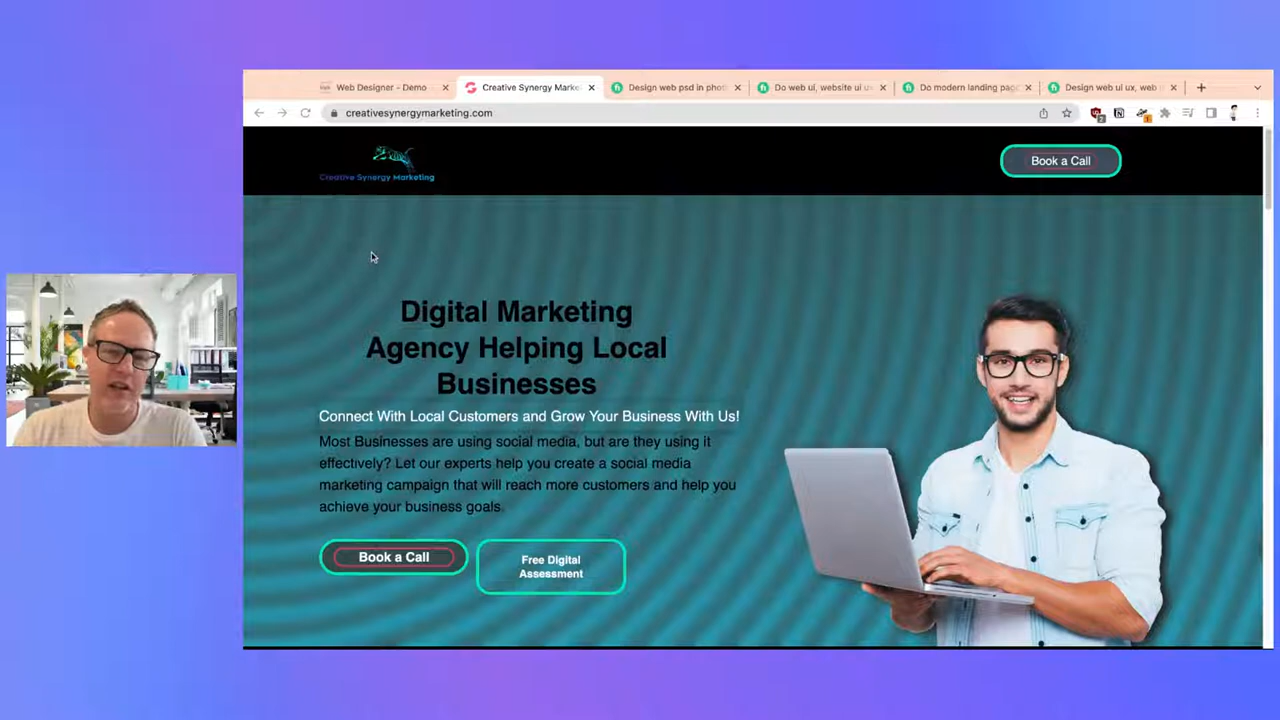 Web Designer - Demo
Creative Synergy Marke
Design web psd in phot
Do web ui, website ui ux
Do modern landing page
Design web ui ux, web
creativesynergymarketing.com
Creative Synergy Marketing
Book a Call
Digital Marketing
Agency Helping Local
Businesses
Connect With Local Customers and Grow Your Business With Us!
Most Businesses are using social media, but are they using it
effectively? Let our experts help you create a social media
marketing campaign that will reach more customers and help you
achieve your business goals.
Book a Call
Free Digital
Assessment